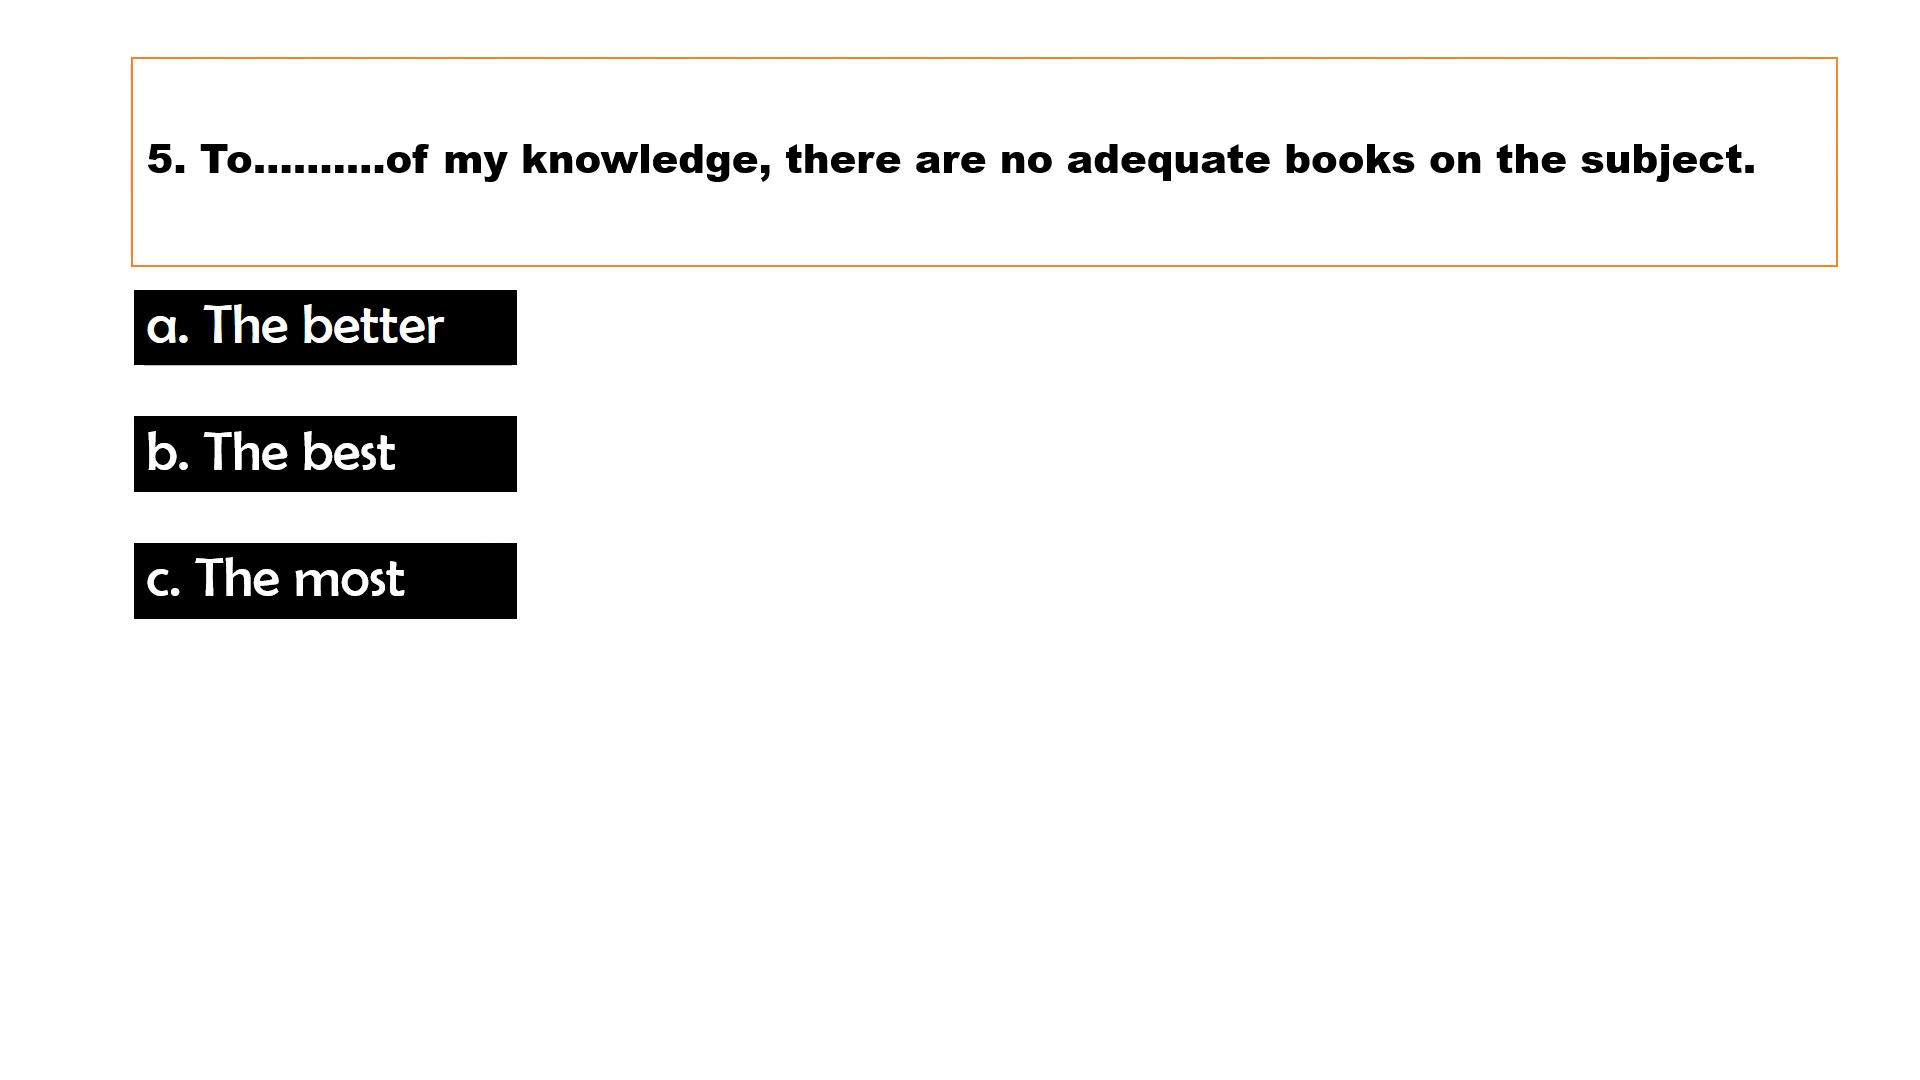 5. To..........of my knowledge, there are no adequate books on the subject.
a. The better
b. The best
c. The most